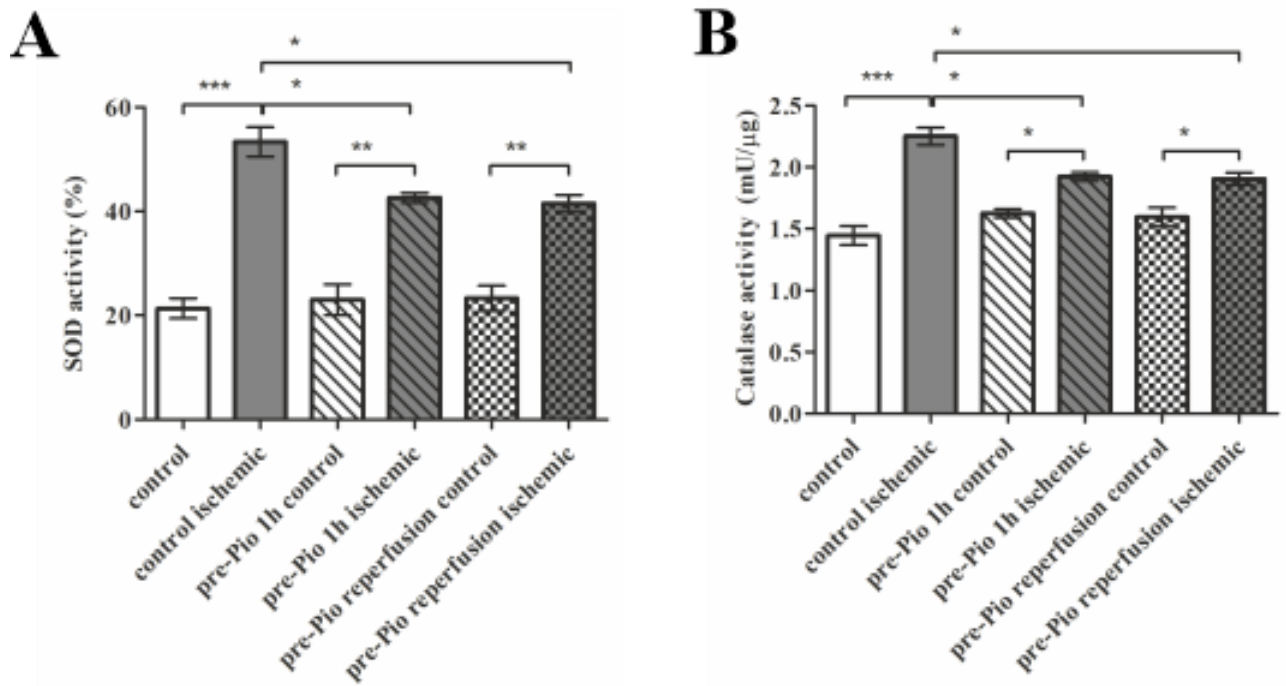 A
*
***
*
**
**
60
40
20
0
SOD activity (%)
control
control ischemic
pre-Pio 1h control
pre-Pio 1h ischemic
pre-Pio reperfusion control
pre-Pio reperfusion ischemic
B
*
***
*
*
*
2.5
2.0
1.5
1.0
0.5
0.0
Catalase activity (mU/μg)
control
control ischemic
pre-Pio 1h control
pre-Pio 1h ischemic
pre-Pio reperfusion control
pre-Pio reperfusion ischemic